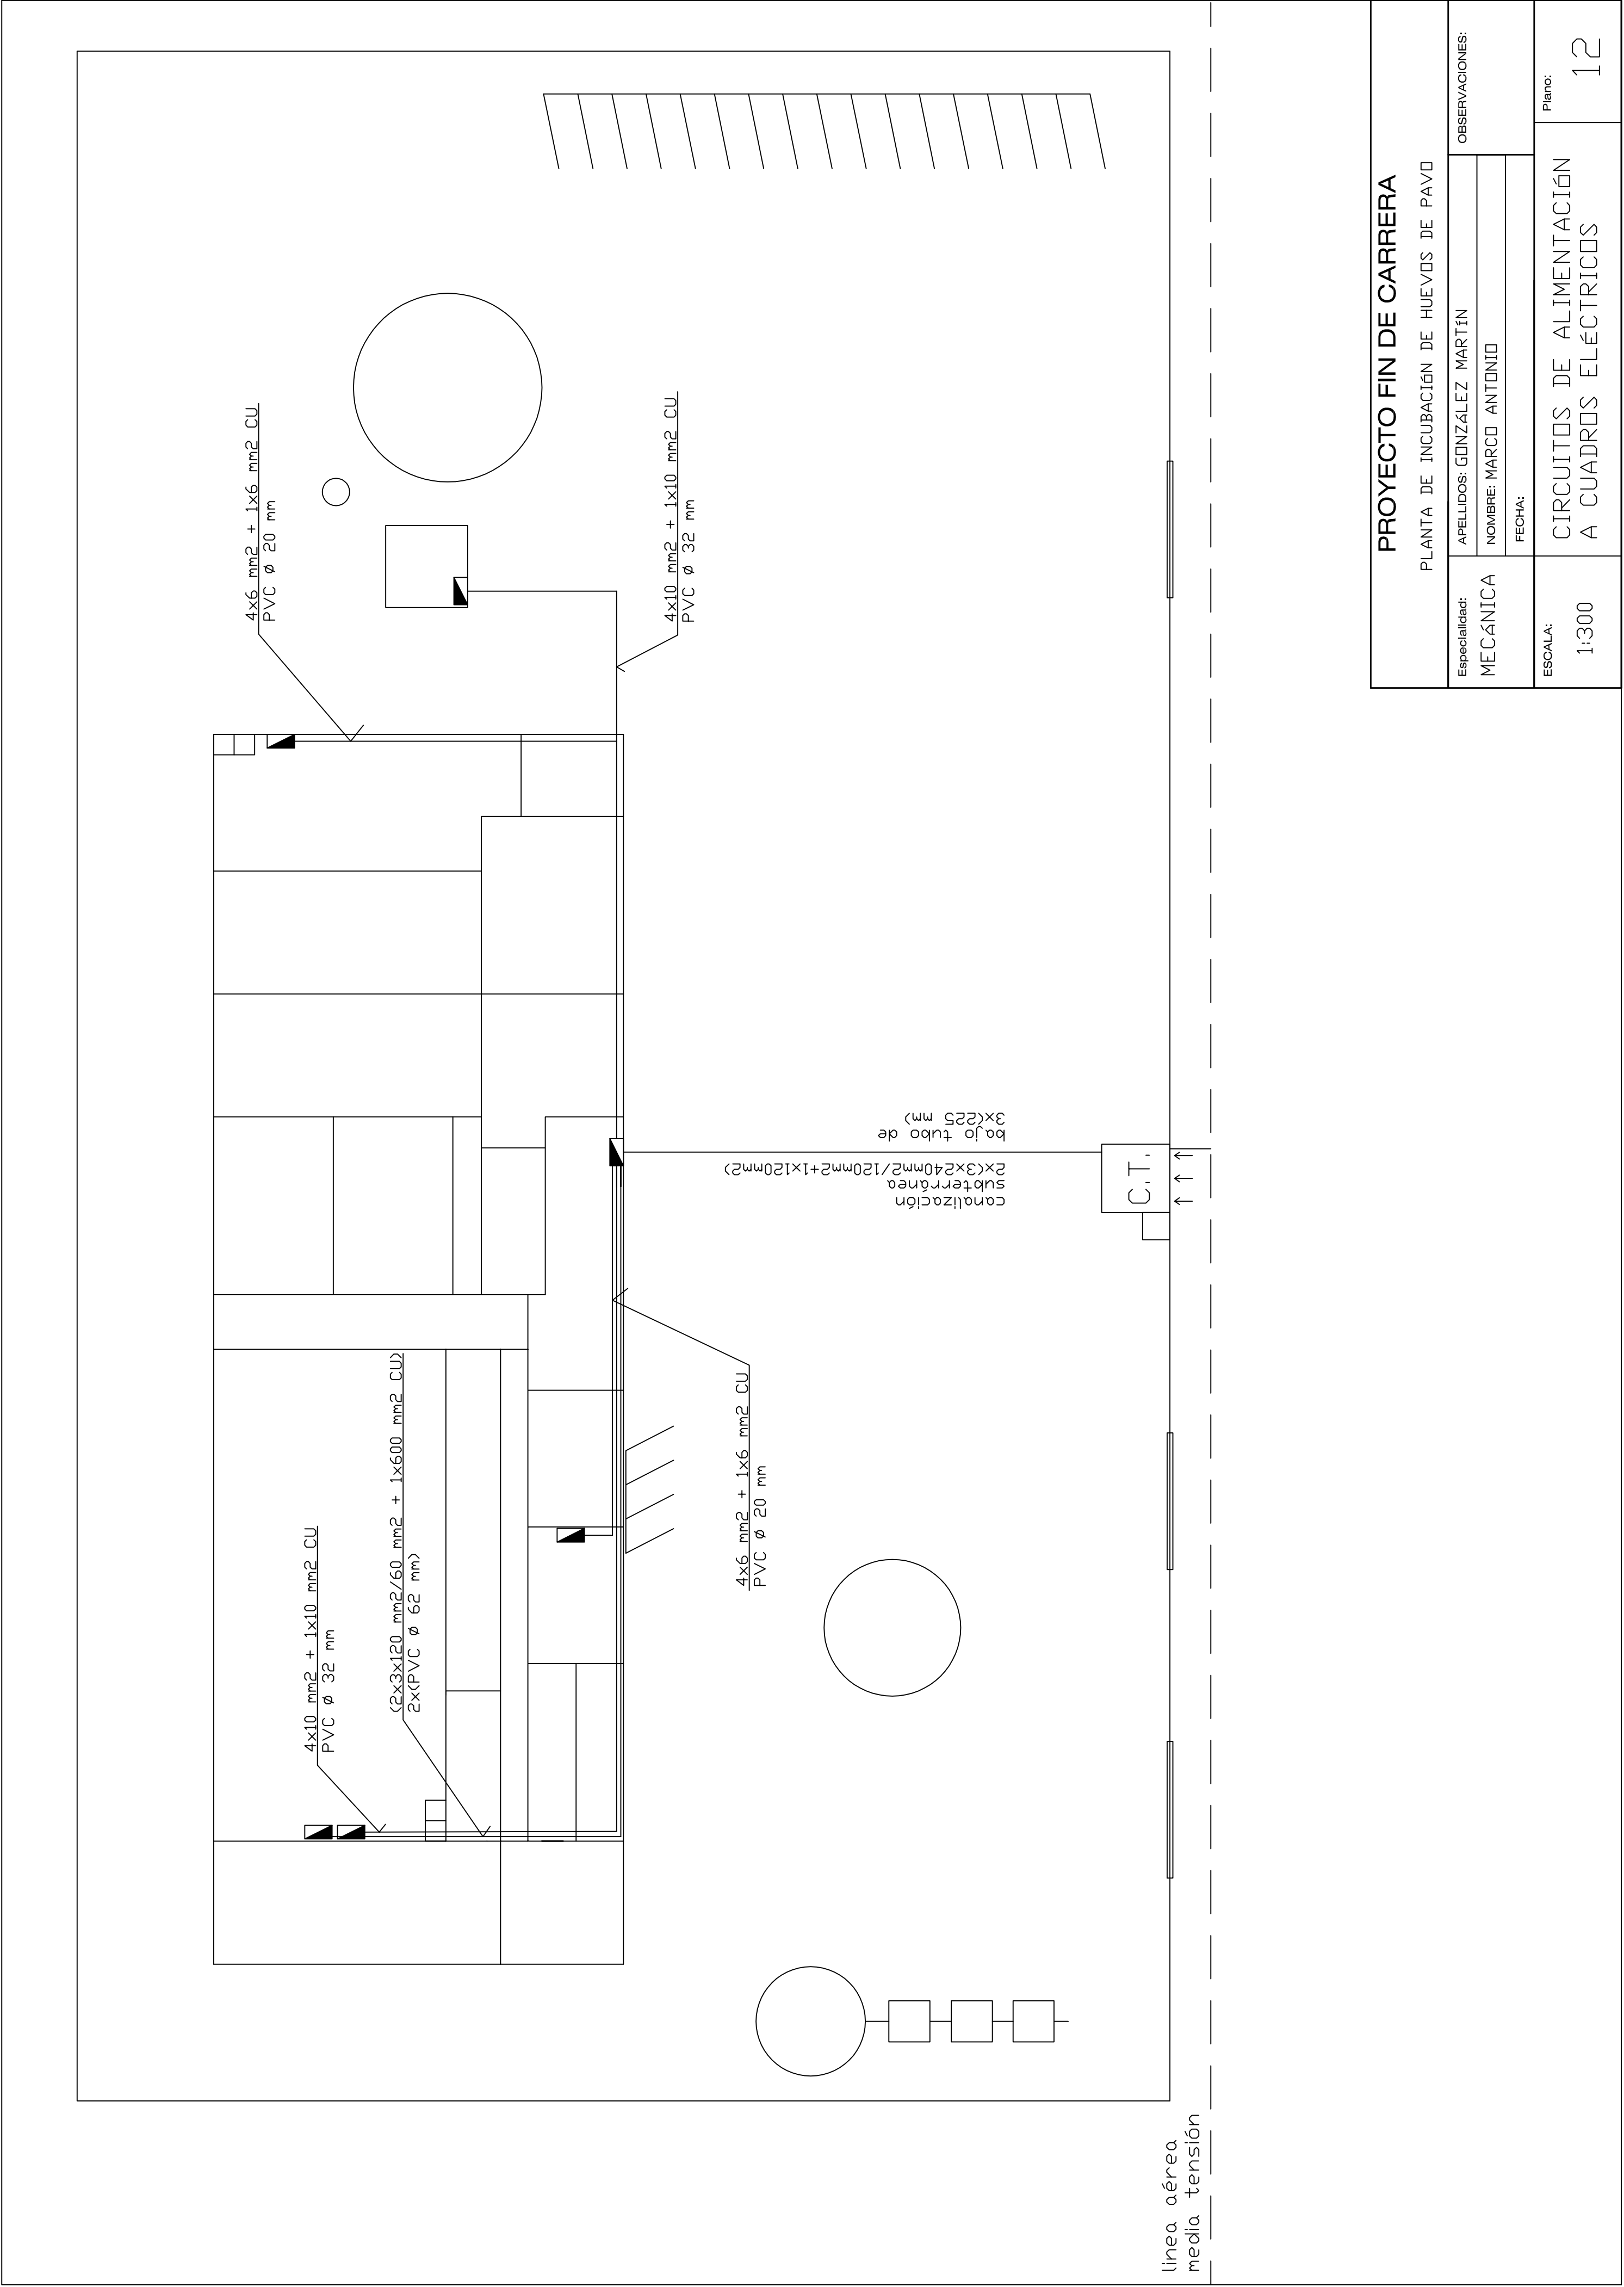 4x6 mm2 + 1x6 mm2 CU
PVC ø 20 mm
4x10 mm2 + 1x10 mm2 CU
PVC ø 32 mm
canalización
subterránea
2x(3x240mm2/120mm2+1x120mm2)
bajo tubo de
3x(225 mm)
C.T.
4x10 mm2 + 1x10 mm2 CU
PVC ø 32 mm
(2x3x120 mm2/60 mm2 + 1x600 mm2 CU)
2x(PVC ø 62 mm)
4x6 mm2 + 1x6 mm2 CU
PVC ø 20 mm
linea aérea
media tensión
PROYECTO FIN DE CARRERA
PLANTA DE INCUBACIÓN DE HUEVOS DE PAVO
Especialidad:
MECÁNICA
APELLIDOS: GONZÁLEZ MARTÍN
NOMBRE: MARCO ANTONIO
FECHA:
OBSERVACIONES:
ESCALA:
1:300
CIRCUITOS DE ALIMENTACIÓN
A CUADROS ELÉCTRICOS
Plano:
12